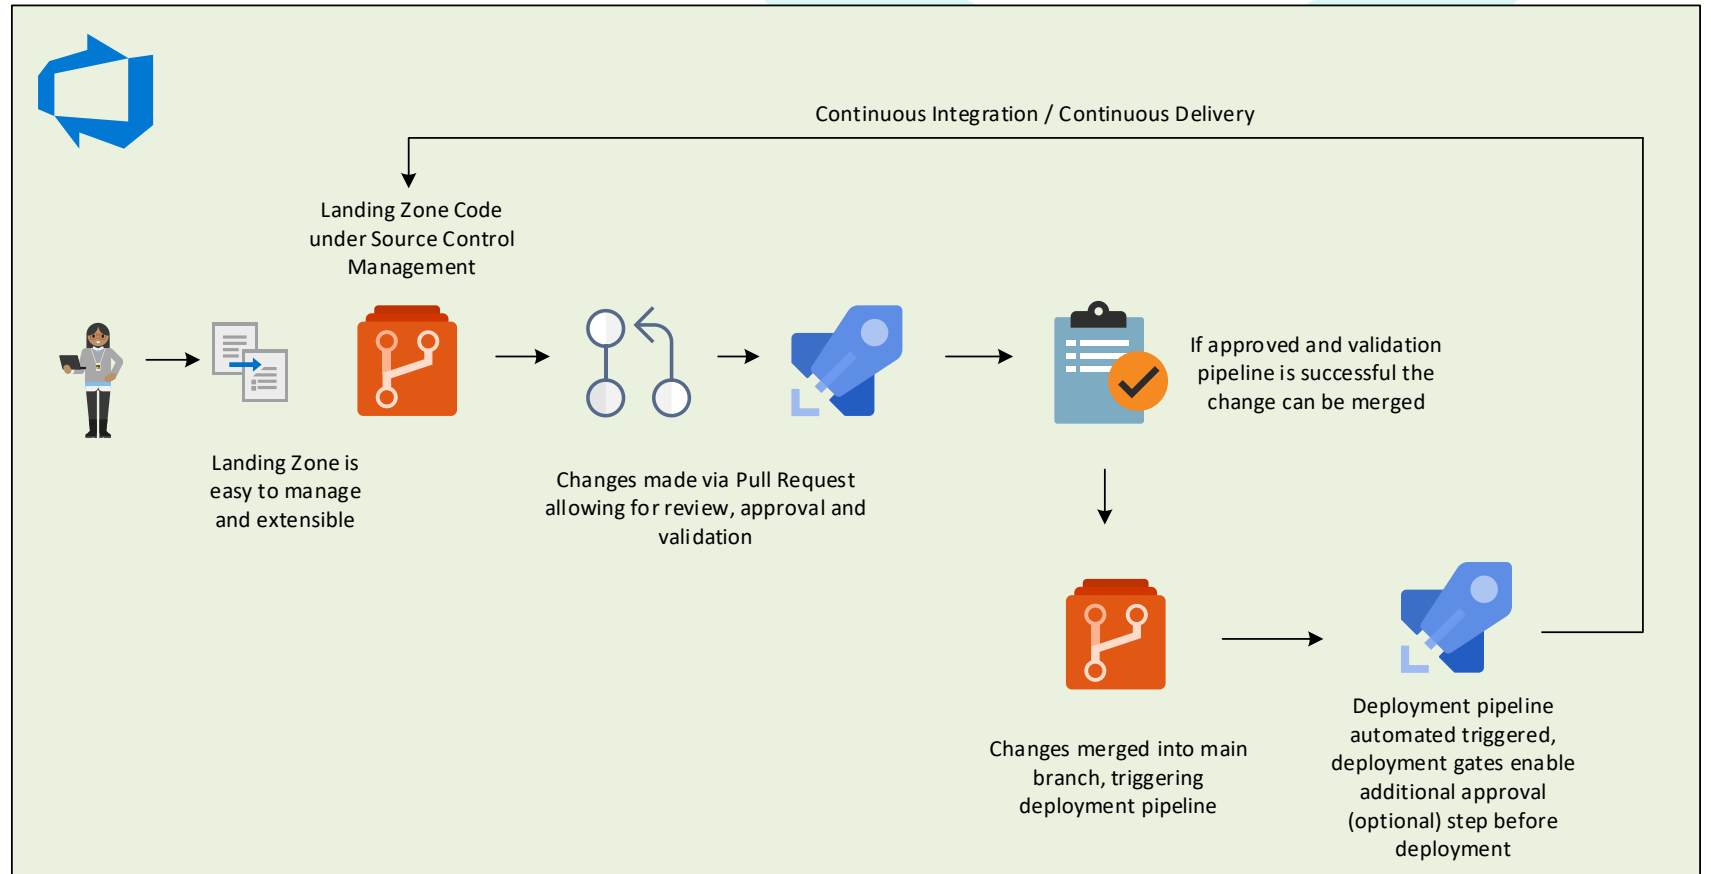 Continuous Integration / Continuous Delivery
Landing Zone Code
under Source Control
Management
If approved and validation
pipeline is successful the
change can be merged
Landing Zone is
easy to manage
and extensible
Changes made via Pull Request
allowing for review, approval and
validation
Changes merged into main
branch, triggering
deployment pipeline
Deployment pipeline
automated triggered,
deployment gates enable
additional approval
(optional) step before
deployment